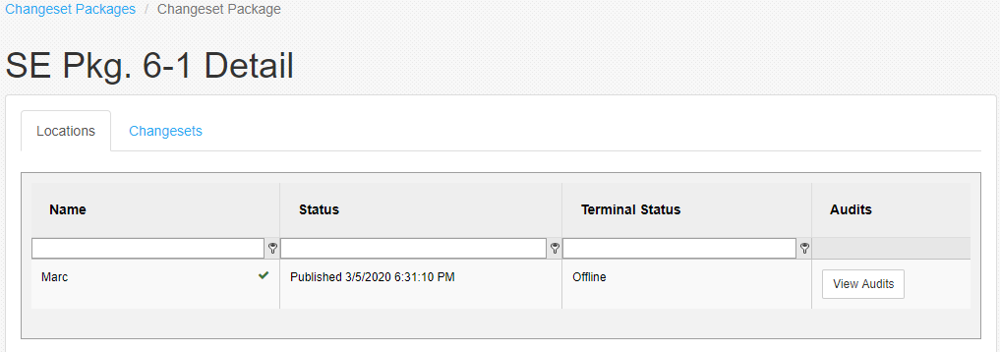 Changeset Packages / Changeset Package
SE Pkg. 6-1 Detail
Locations Changesets
Name Status Terminal Status Audits
Marc Published 3/5/2020 6:31:10 PM Offline View Audits